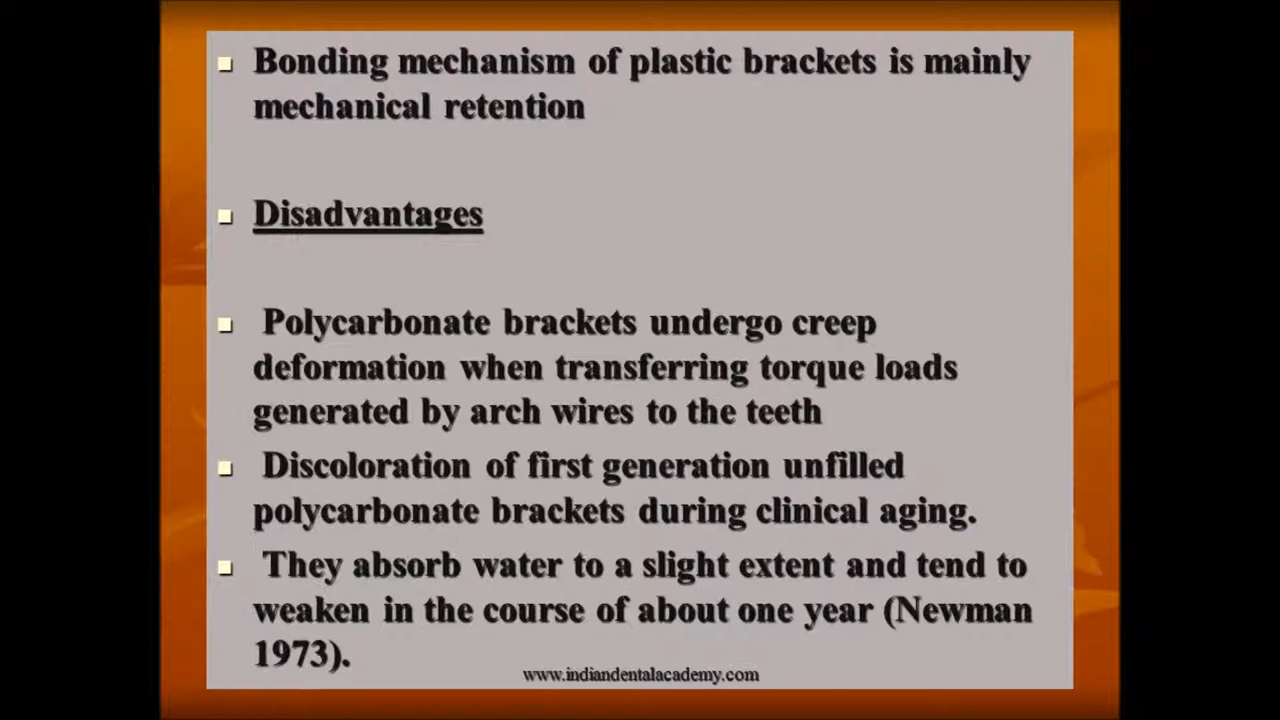 Bonding mechanism of plastic brackets is mainly
mechanical retention
Disadvantages
Polycarbonate brackets undergo creep
deformation when transferring torque loads
generated by arch wires to the teeth
Discoloration of first generation unfilled
polycarbonate brackets during clinical aging.
They absorb water to a slight extent and tend to
weaken in the course of about one year (Newman
1973).
www.indiandentalacademy.com